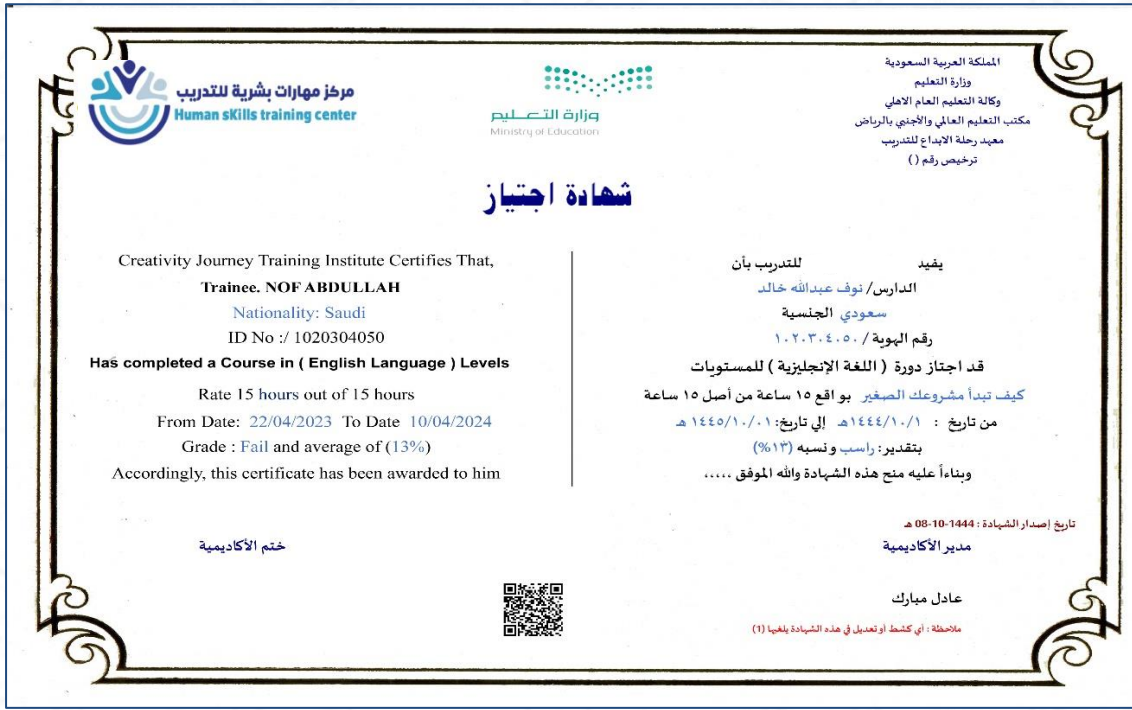 مركز مهارات بشرية للتدريب
Human sKills training center
وزارة التعـــليم
Ministry of Education
المملكة العربية السعودية
وزارة التعليم
وكالة التعليم العام الاهلي
مكتب التعليم العالي والأجنبي بالرياض
معهد رحلة الابداع للتدريب
ترخيص رقم ( )
شهادة اجتياز
يفيد للتدريب بأن
الدارس/ نوف عبدالله خالد
سعودي الجنسية
رقم الهوية / ١٠٢٠٣٠٤٠٥٠
قد اجتاز دورة ( اللغة الإنجليزية ) للمستويات
كيف تبدأ مشروعك الصغير بواقع ١٥ ساعة من أصل ١٥ ساعة
من تاريخ : ١٤٤٤/١٠/١هـ إلي تاريخ: ١٤٤٥/١٠/٠١ هـ
بتقدير: راسب ونسبه (١٣%)
وبناءاً عليه منح هذه الشهادة والله الموفق .....
Creativity Journey Training Institute Certifies That,
Trainee. NOF ABDULLAH
Nationality: Saudi
ID No :/ 1020304050
Has completed a Course in ( English Language ) Levels
Rate 15 hours out of 15 hours
From Date: 22/04/2023 To Date 10/04/2024
Grade : Fail and average of (13%)
Accordingly, this certificate has been awarded to him
تاريخ إصدار الشهادة : 1444-10-08 هـ
مدير الأكاديمية
ختم الأكاديمية
عادل مبارك
ملاحظة : أي كشط أو تعديل في هذه الشهادة يلغيها (1)